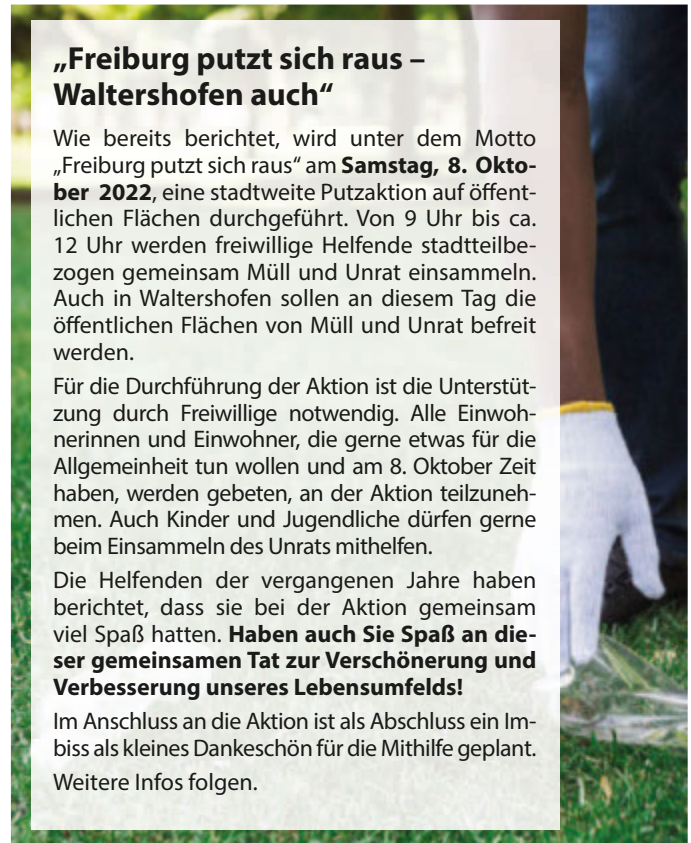 „Freiburg putzt sich raus –
Waltershofen auch“
Wie bereits berichtet, wird unter dem Motto
„Freiburg putzt sich raus“ am Samstag, 8. Okto-
ber 2022, eine stadtweite Putzaktion auf öffent-
lichen Flächen durchgeführt. Von 9 Uhr bis ca.
12 Uhr werden freiwillige Helfende stadtteilbe-
zogen gemeinsam Müll und Unrat einsammeln.
Auch in Waltershofen sollen an diesem Tag die
öffentlichen Flächen von Müll und Unrat befreit
werden.
Für die Durchführung der Aktion ist die Unterstüt-
zung durch Freiwillige notwendig. Alle Einwoh-
nerinnen und Einwohner, die gerne etwas für die
Allgemeinheit tun wollen und am 8. Oktober Zeit
haben, werden gebeten, an der Aktion teilzuneh-
men. Auch Kinder und Jugendliche dürfen gerne
beim Einsammeln des Unrats mithelfen.
Die Helfenden der vergangenen Jahre haben
berichtet, dass sie bei der Aktion gemeinsam
viel Spaß hatten. Haben auch Sie Spaß an die-
ser gemeinsamen Tat zur Verschönerung und
Verbesserung unseres Lebensumfelds!
Im Anschluss an die Aktion ist als Abschluss ein Im-
biss als kleines Dankeschön für die Mithilfe geplant.
Weitere Infos folgen.